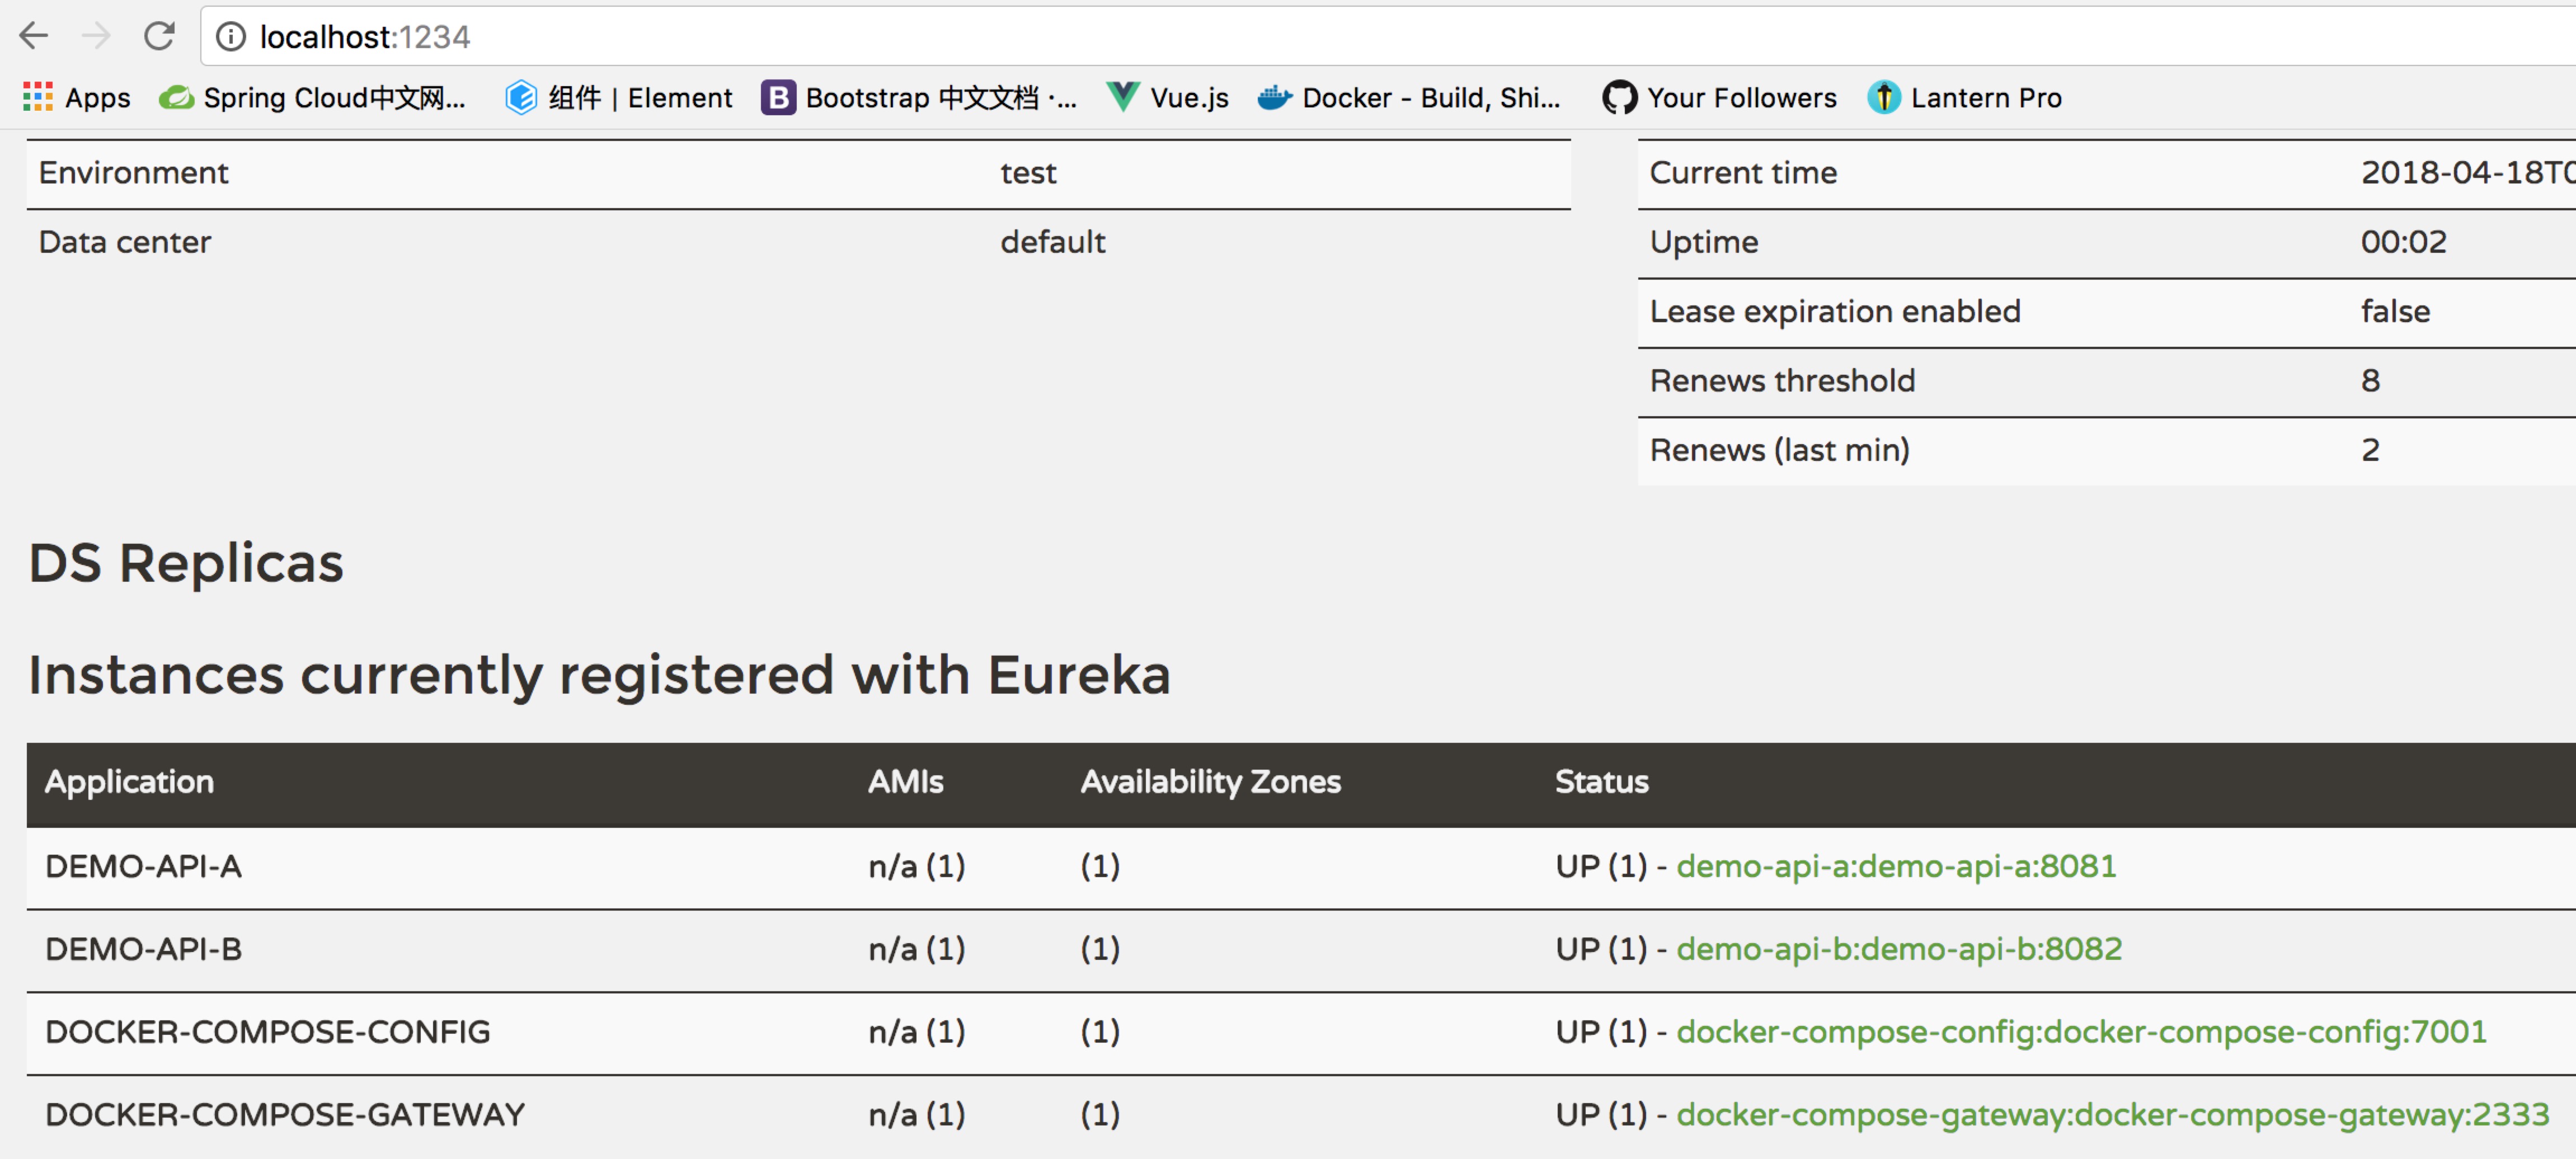 localhost:1234
Apps Spring Cloud中文网... 组件 | Element Bootstrap 中文文档 ·... Vue.js Docker - Build, Shi... Your Followers Lantern Pro
Environment test
Data center default
Current time 2018-04-18T0
Uptime 00:02
Lease expiration enabled false
Renews threshold 8
Renews (last min) 2
DS Replicas
Instances currently registered with Eureka
Application AMIs Availability Zones Status
DEMO-API-A n/a (1) (1) UP (1) - demo-api-a:demo-api-a:8081
DEMO-API-B n/a (1) (1) UP (1) - demo-api-b:demo-api-b:8082
DOCKER-COMPOSE-CONFIG n/a (1) (1) UP (1) - docker-compose-config:docker-compose-config:7001
DOCKER-COMPOSE-GATEWAY n/a (1) (1) UP (1) - docker-compose-gateway:docker-compose-gateway:2333